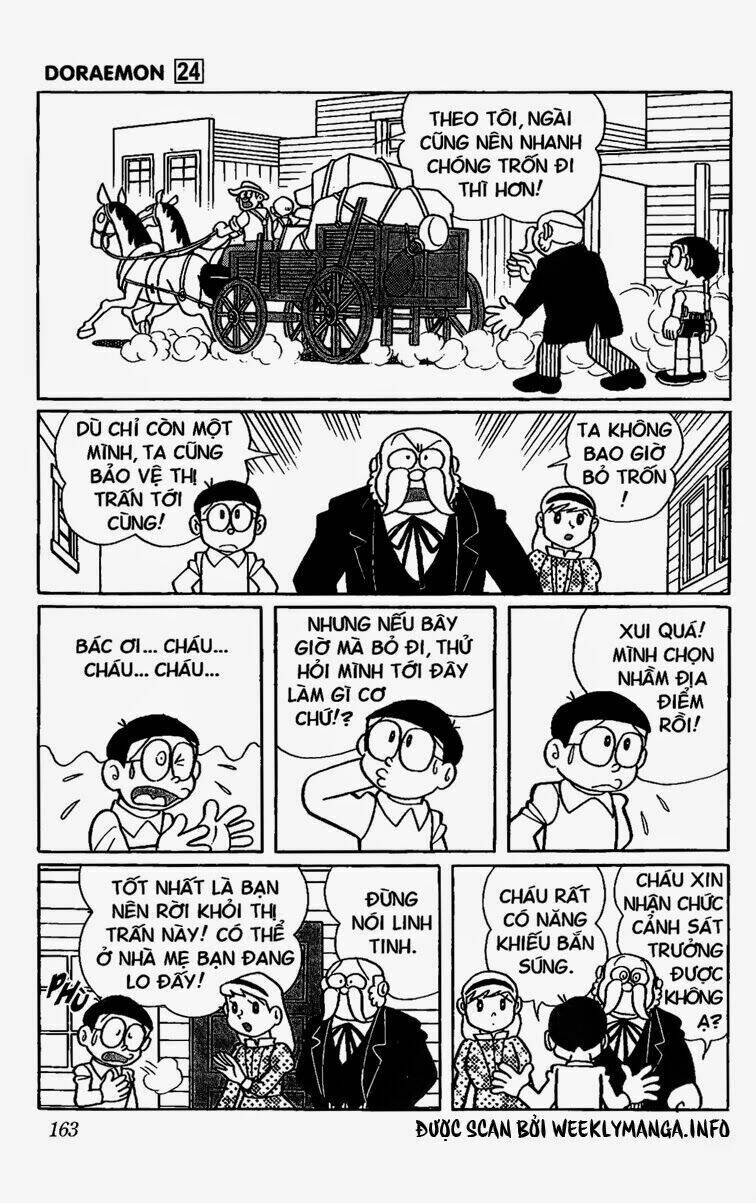 DORAEMON 24
THEO TÔI, NGÀI
CŨNG NÊN NHANH
CHÓNG TRỐN ĐI
THÌ HƠN!
TA KHÔNG
BAO GIỜ
BỎ TRỐN
!
DÙ CHỈ CÒN MỘT
MÌNH, TA CŨNG
BẢO VỆ THỊ
TRẤN TỚI
CÙNG!
XUI QUÁ!
MÌNH CHỌN
NHẦM ĐỊA
ĐIỂM
RỒI!
NHƯNG NẾU BÂY
GIỜ MÀ BỎ ĐI, THỬ
HỎI MÌNH TỚI ĐÂY
LÀM GÌ CƠ
CHỨ!?
BÁC ƠI... CHÁU...
CHÁU... CHÁU...
CHÁU XIN
NHẬN CHỨC
CẢNH SÁT
TRƯỞNG
ĐƯỢC
KHÔNG
Ạ?
CHÁU RẤT
CÓ NĂNG
KHIẾU BẮN
SÚNG.
ĐỪNG
NÓI LINH
TINH.
TỐT NHẤT LÀ BẠN
NÊN RỜI KHỎI THỊ
TRẤN NÀY! CÓ THỂ
Ở NHÀ MẸ BẠN ĐANG
LO ĐẤY!
PHÙ
163
ĐƯỢC SCAN BỞI WEEKLYMANGA.INFO